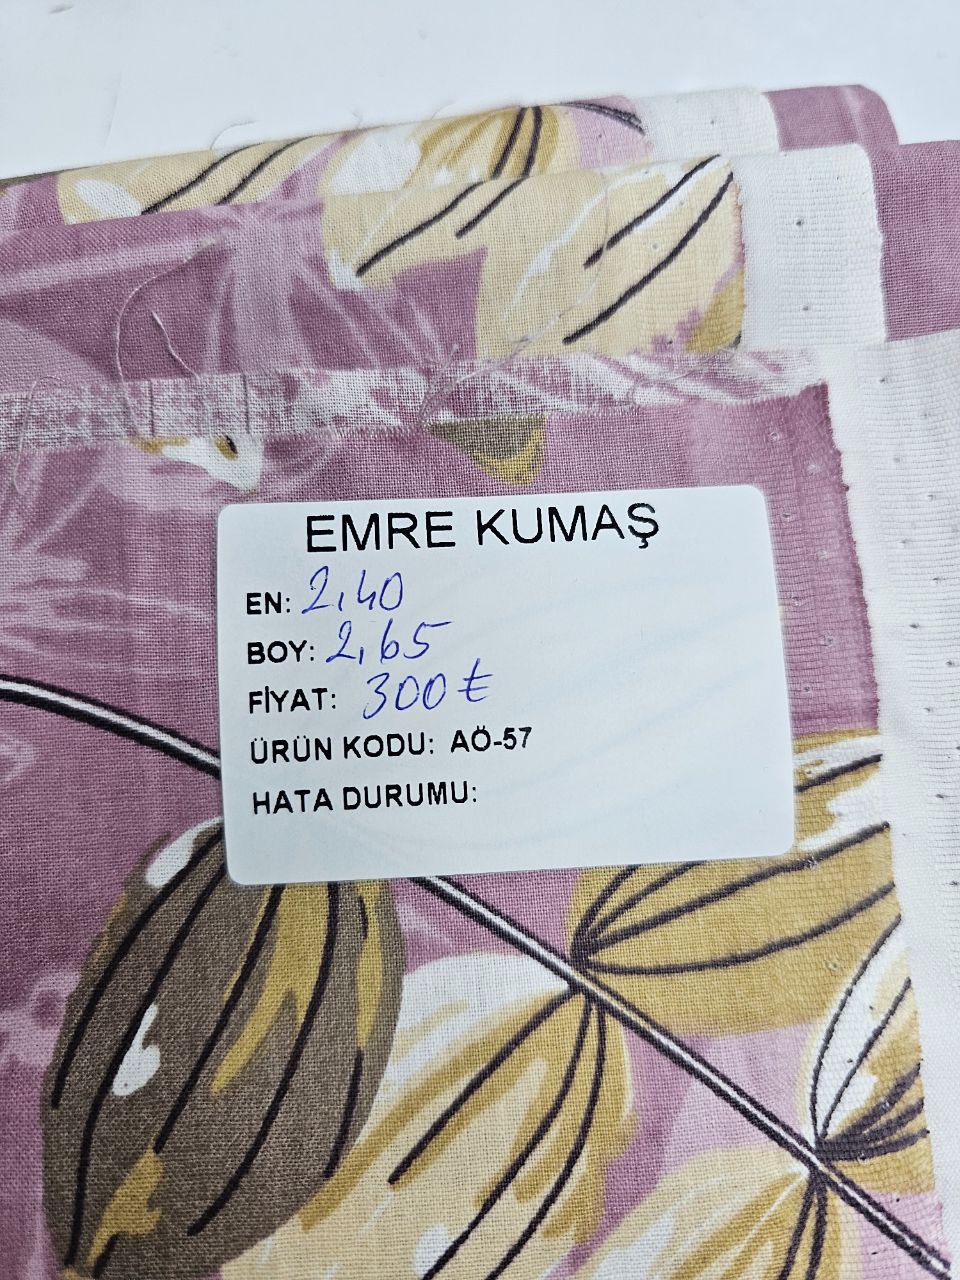 EMRE KUMAŞ
EN: 2,40
BOY: 2,65
FİYAT: 300₺
ÜRÜN KODU: AÖ-57
HATA DURUMU: